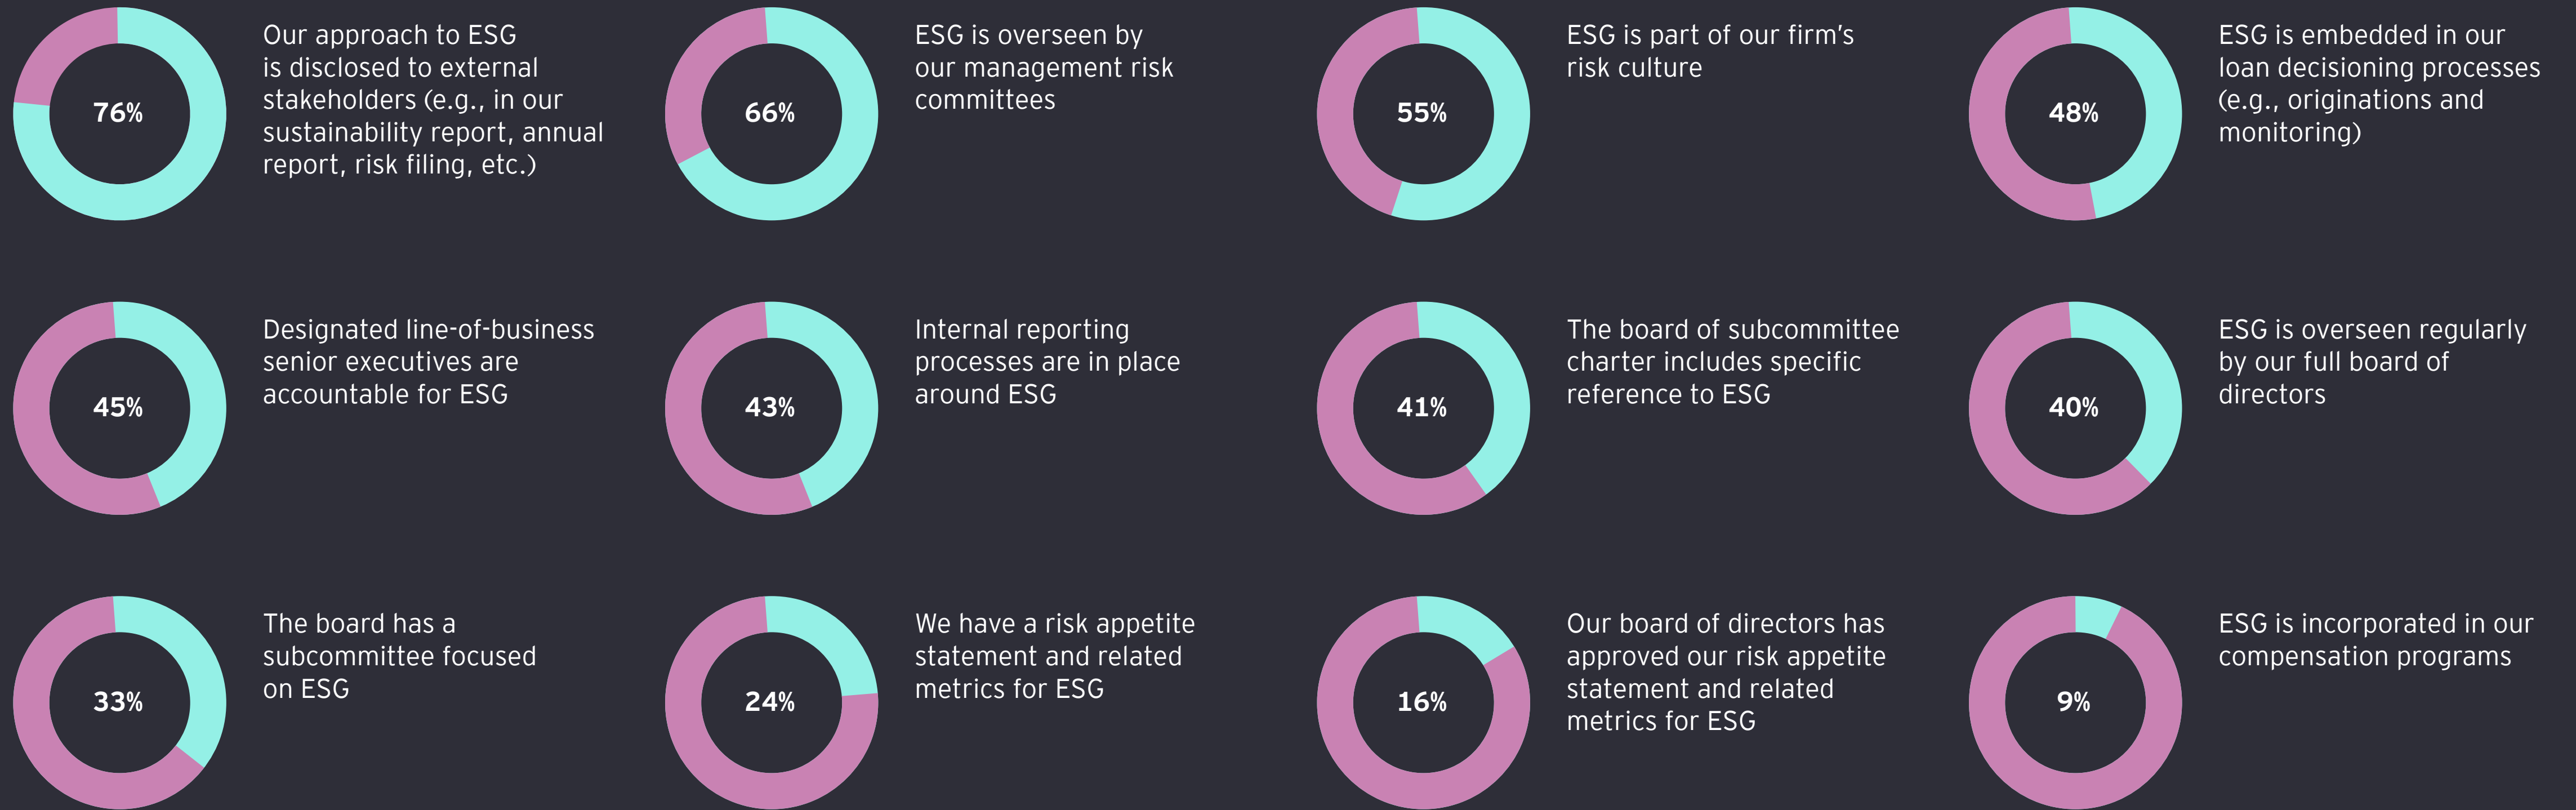 76%
Our approach to ESG
is disclosed to external
stakeholders (e.g., in our
sustainability report, annual
report, risk filing, etc.)
66%
ESG is overseen by
our management risk
committees
55%
ESG is part of our firm's
risk culture
48%
ESG is embedded in our
loan decisioning processes
(e.g., originations and
monitoring)
45%
Designated line-of-business
senior executives are
accountable for ESG
43%
Internal reporting
processes are in place
around ESG
41%
The board of subcommittee
charter includes specific
reference to ESG
40%
ESG is overseen regularly
by our full board of
directors
33%
The board has a
subcommittee focused
on ESG
24%
We have a risk appetite
statement and related
metrics for ESG
16%
Our board of directors has
approved our risk appetite
statement and related
metrics for ESG
9%
ESG is incorporated in our
compensation programs